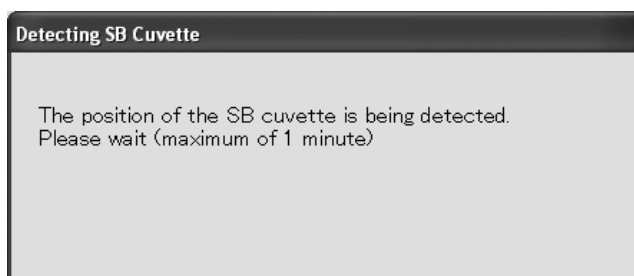 Detecting SB Cuvette
The position of the SB cuvette is being detected.
Please wait (maximum of 1 minute)